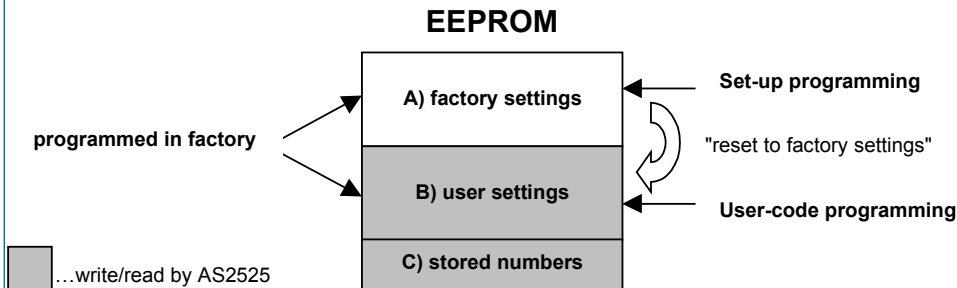 EEPROM
A) factory settings
Set-up programming
programmed in factory
"reset to factory settings"
B) user settings
User-code programming
C) stored numbers
…write/read by AS2525